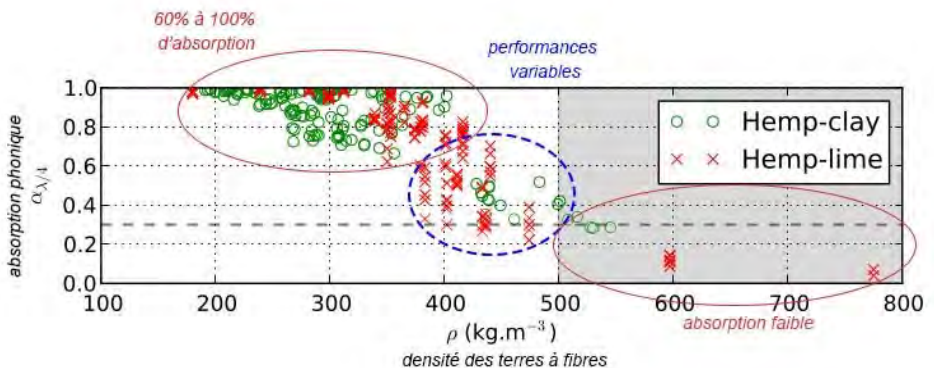 60% à 100%
d'absorption
performances
variables
absorption phonique
α_λ/4
1.0
0.8
0.6
0.4
0.2
0.0
Hemp-clay
Hemp-lime
100 200 300 400 500 600 700 800
ρ (kg.m⁻³)
absorption faible
densité des terres à fibres